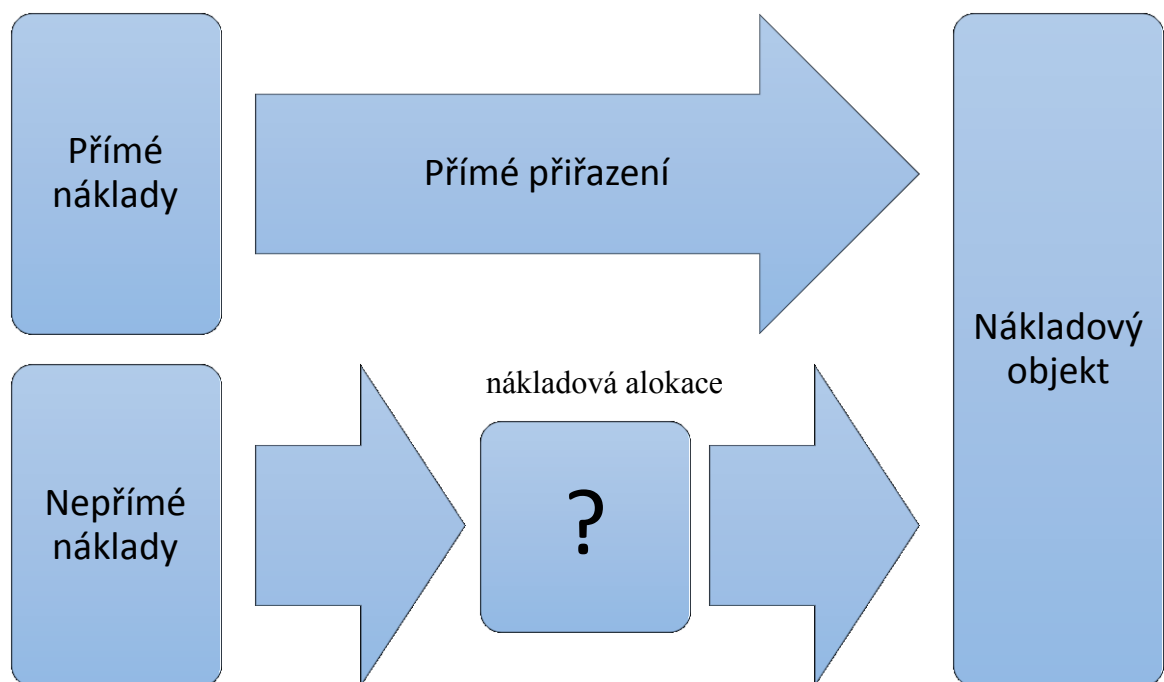 Přímé
náklady
Přímé přiřazení
Nákladový
objekt
nákladová alokace
Nepřímé
náklady
?